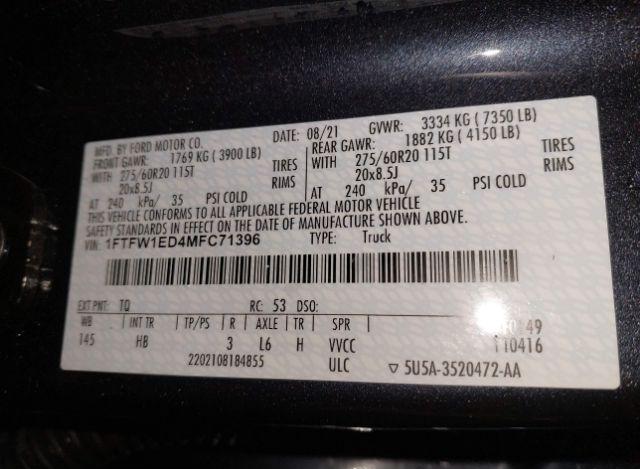 MFD. BY FORD MOTOR CO. DATE: 08/21 GVWR: 3334 KG ( 7350 LB)
FRONT GAWR: 1769 KG ( 3900 LB) REAR GAWR: 1882 KG ( 4150 LB)
WITH 275/60R20 115T TIRES WITH 275/60R20 115T TIRES
20x8.5J RIMS 20x8.5J RIMS
AT 240 kPa/ 35 PSI COLD AT 240 kPa/ 35 PSI COLD
THIS VEHICLE CONFORMS TO ALL APPLICABLE FEDERAL MOTOR VEHICLE
SAFETY STANDARDS IN EFFECT ON THE DATE OF MANUFACTURE SHOWN ABOVE.
VIN: 1FTFW1ED4MFC71396 TYPE: Truck
EXT PNT: TQ RC: 53 DSO:
WB INT TR TP/PS R AXLE TR SPR 49
145 HB 3 L6 H VVCC 110416
2202108184855 ULC ▽ 5U5A-3520472-AA